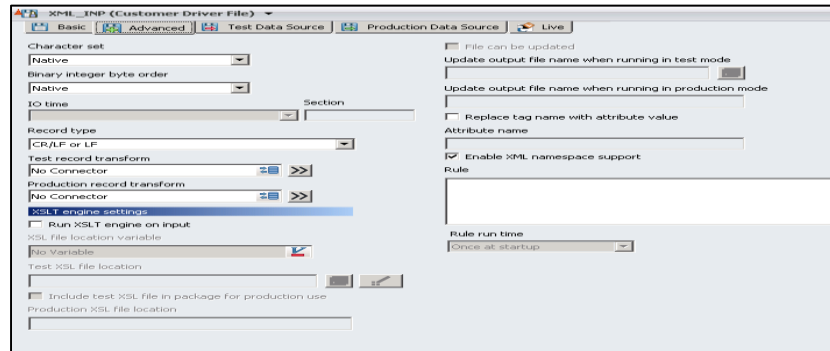 XML_INP (Customer Driver File)
Basic Advanced Test Data Source Production Data Source Live
Character set
Native
Binary integer byte order
Native
IO time Section
Record type
CR/LF or LF
Test record transform
No Connector >>
Production record transform
No Connector >>
XSLT engine settings
Run XSLT engine on input
XSL file location variable
No Variable
Test XSL file location
Include test XSL file in package for production use
Production XSL file location
File can be updated
Update output file name when running in test mode
Update output file name when running in production mode
Replace tag name with attribute value
Attribute name
Enable XML namespace support
Rule
Rule run time
Once at startup